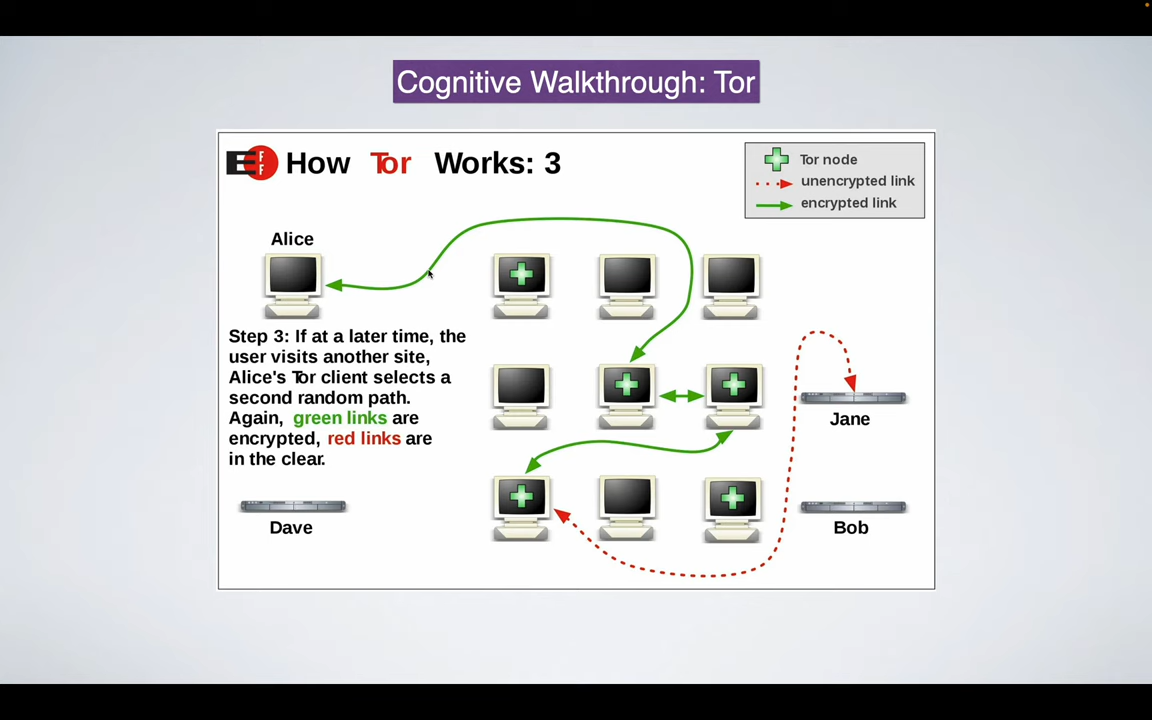 Cognitive Walkthrough: Tor
EFF How Tor Works: 3
Tor node
unencrypted link
encrypted link
Alice
Step 3: If at a later time, the
user visits another site,
Alice's Tor client selects a
second random path.
Again, green links are
encrypted, red links are
in the clear.
Jane
Dave
Bob